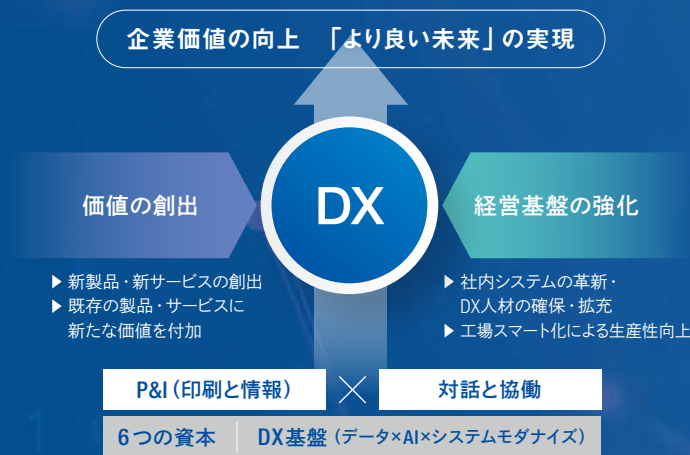 企業価値の向上 「より良い未来」の実現
価値の創出
DX
経営基盤の強化
▶ 新製品・新サービスの創出
▶ 既存の製品・サービスに
新たな価値を付加
▶ 社内システムの革新・
DX人材の確保・拡充
▶ 工場スマート化による生産性向上
P&I（印刷と情報） × 対話と協働
6つの資本 | DX基盤（データ×AI×システムモダナイズ）